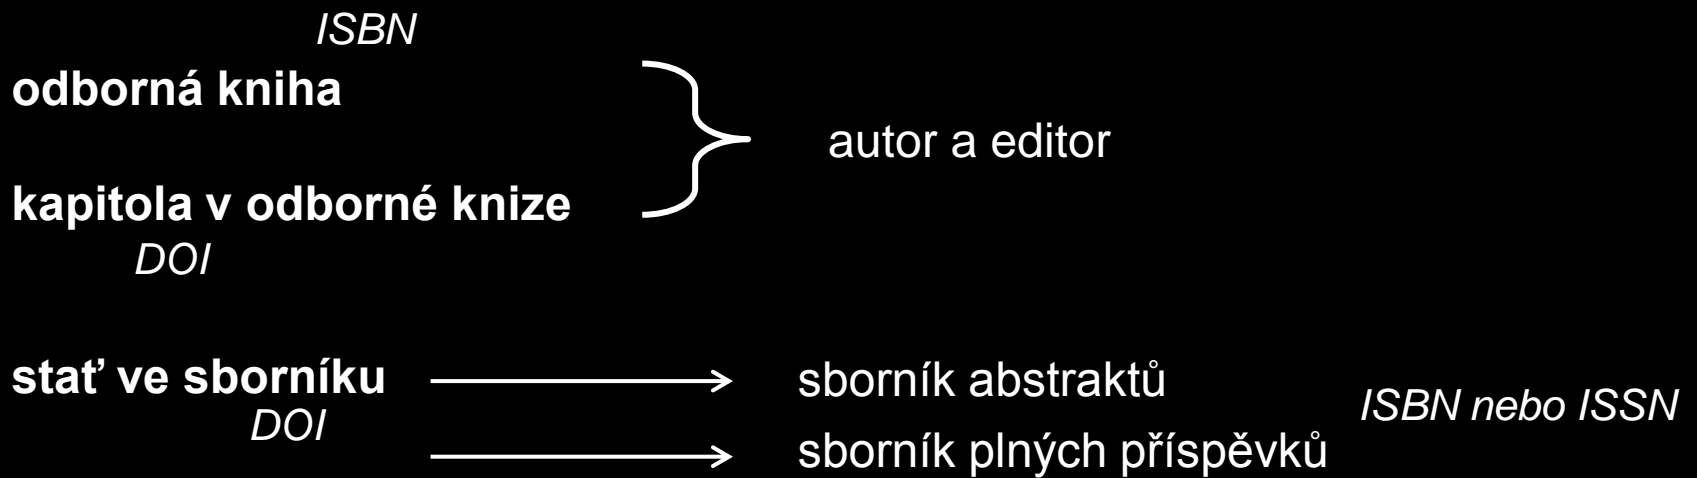 ISBN
odborná kniha
autor a editor
kapitola v odborné knize
DOI
stať ve sborníku
DOI
sborník abstraktů
sborník plných příspěvků
ISBN nebo ISSN